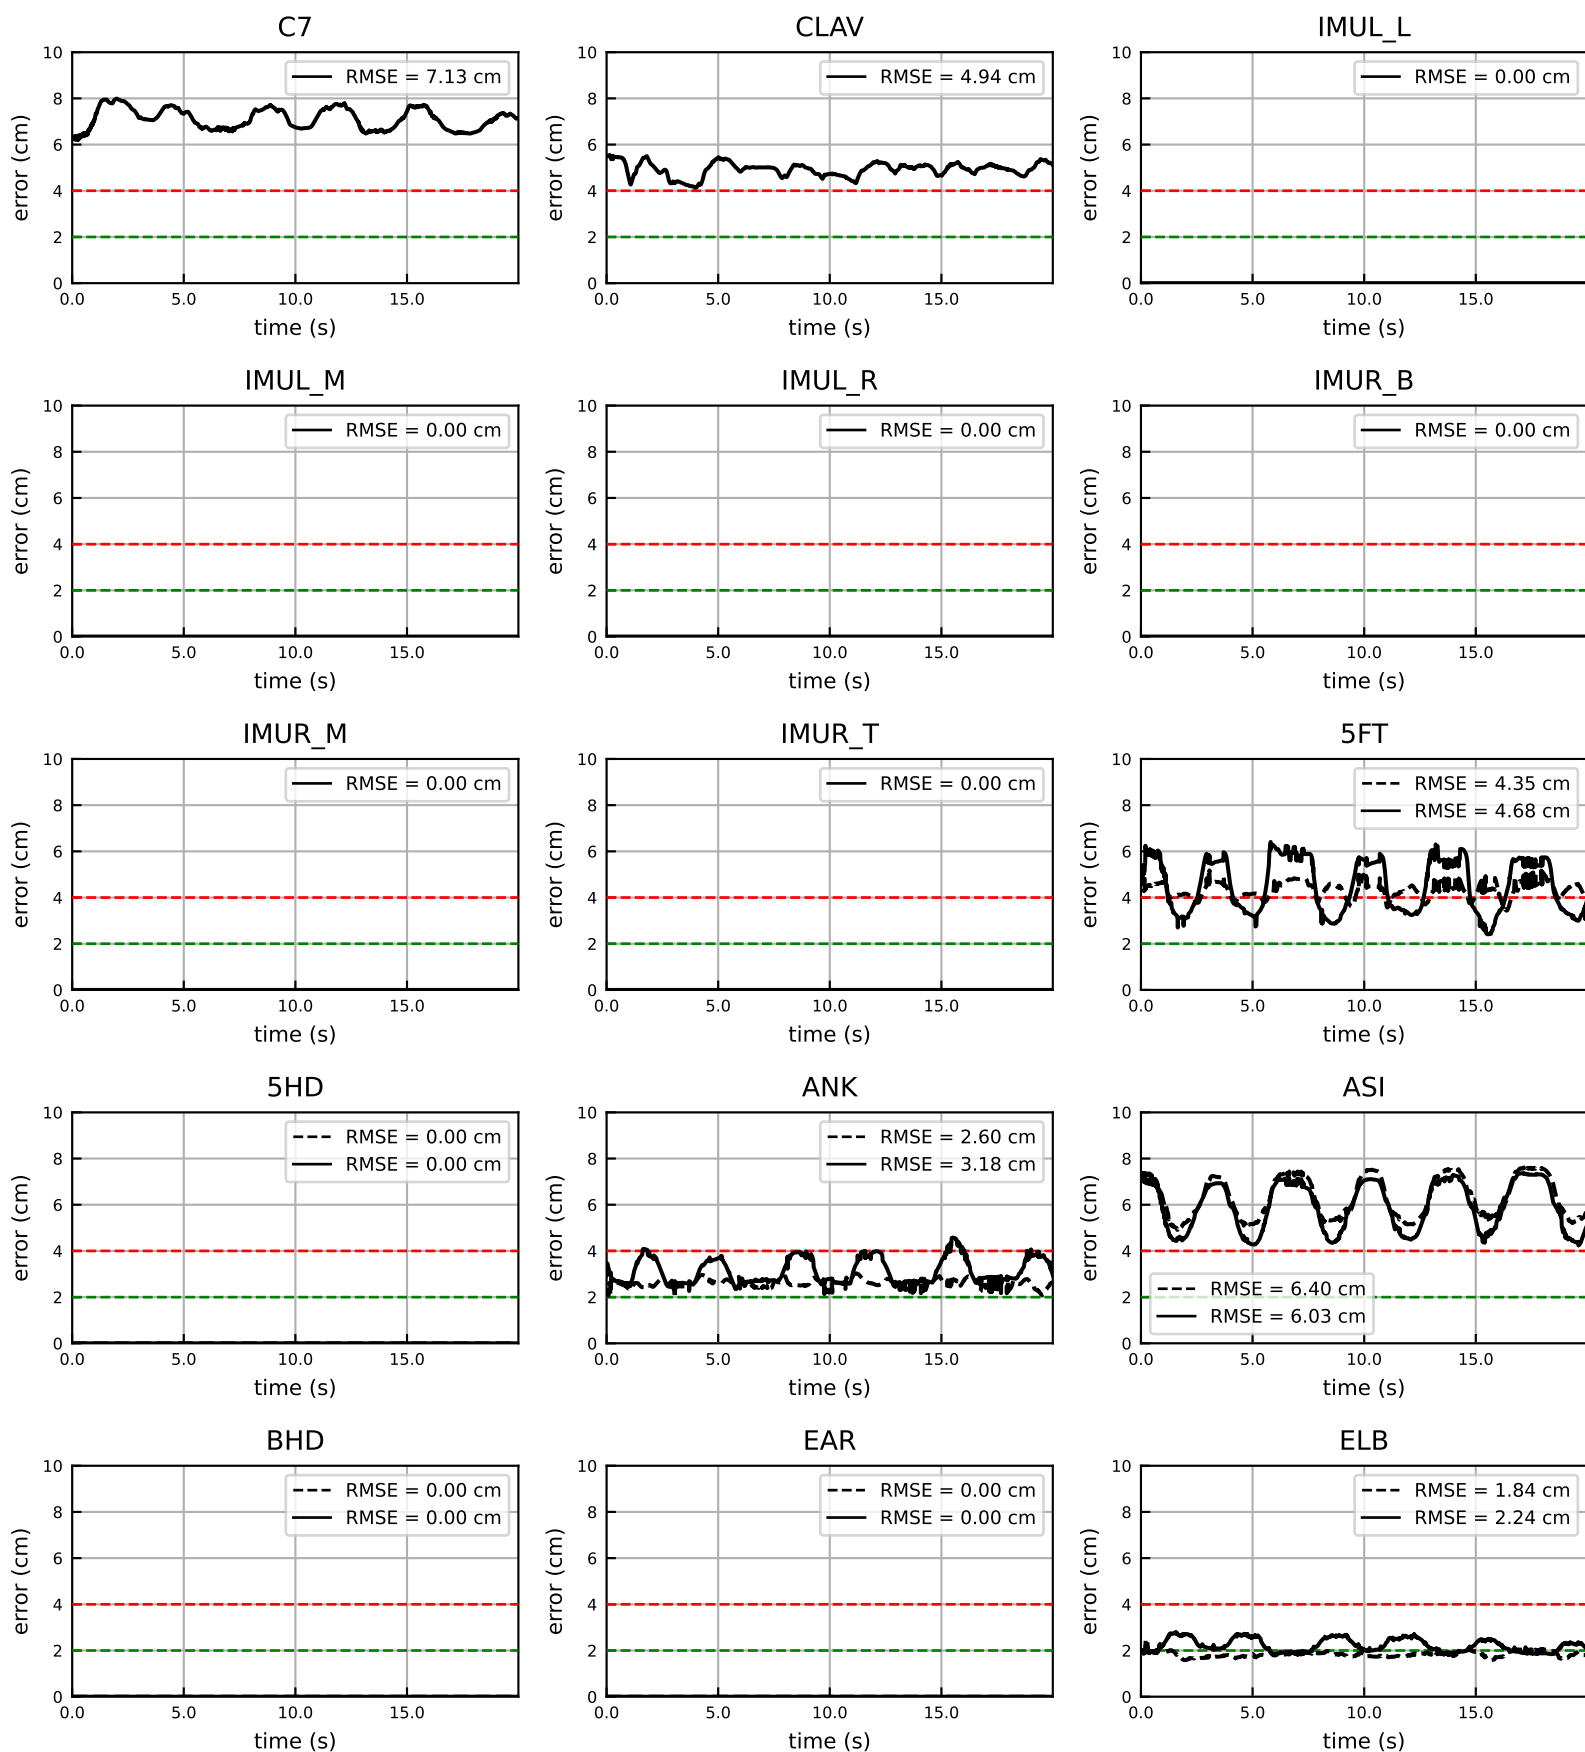 C7 CLAV IMUL_L
10 10 10
RMSE = 7.13 cm RMSE = 4.94 cm RMSE = 0.00 cm
8 8 8
6 6 6
error (cm) error (cm) error (cm)
4 4 4
2 2 2
0 0 0
0.0 5.0 10.0 15.0 0.0 5.0 10.0 15.0 0.0 5.0 10.0 15.0
time (s) time (s) time (s)
IMUL_M IMUL_R IMUR_B
10 10 10
RMSE = 0.00 cm RMSE = 0.00 cm RMSE = 0.00 cm
8 8 8
6 6 6
error (cm) error (cm) error (cm)
4 4 4
2 2 2
0 0 0
0.0 5.0 10.0 15.0 0.0 5.0 10.0 15.0 0.0 5.0 10.0 15.0
time (s) time (s) time (s)
IMUR_M IMUR_T 5FT
10 10 10
RMSE = 0.00 cm RMSE = 0.00 cm RMSE = 4.35 cm
RMSE = 4.68 cm
8 8 8
6 6 6
error (cm) error (cm) error (cm)
4 4 4
2 2 2
0 0 0
0.0 5.0 10.0 15.0 0.0 5.0 10.0 15.0 0.0 5.0 10.0 15.0
time (s) time (s) time (s)
5HD ANK ASI
10 10 10
RMSE = 0.00 cm RMSE = 2.60 cm
RMSE = 0.00 cm RMSE = 3.18 cm
8 8 8
6 6 6
error (cm) error (cm) error (cm)
4 4 4
RMSE = 6.40 cm
2 2 2
RMSE = 6.03 cm
0 0 0
0.0 5.0 10.0 15.0 0.0 5.0 10.0 15.0 0.0 5.0 10.0 15.0
time (s) time (s) time (s)
BHD EAR ELB
10 10 10
RMSE = 0.00 cm RMSE = 0.00 cm RMSE = 1.84 cm
RMSE = 0.00 cm RMSE = 0.00 cm RMSE = 2.24 cm
8 8 8
6 6 6
error (cm) error (cm) error (cm)
4 4 4
2 2 2
0 0 0
0.0 5.0 10.0 15.0 0.0 5.0 10.0 15.0 0.0 5.0 10.0 15.0
time (s) time (s) time (s)